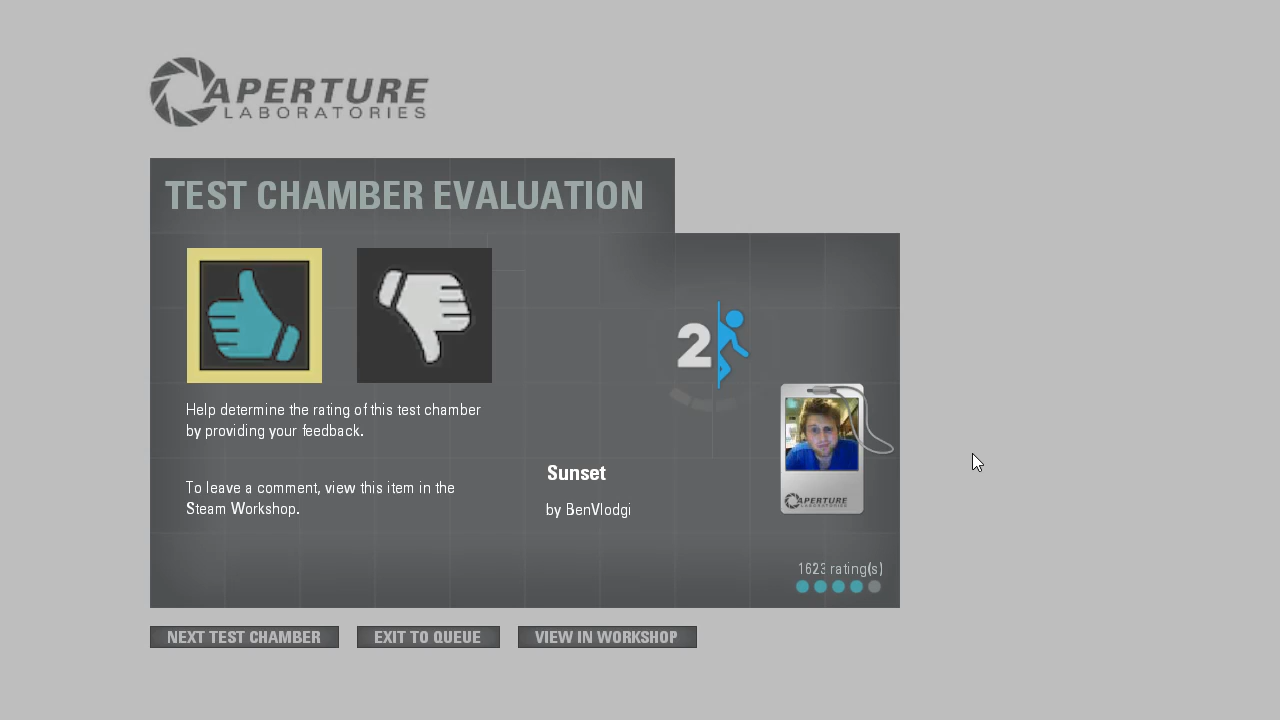 APERTURE
LABORATORIES
TEST CHAMBER EVALUATION
Help determine the rating of this test chamber
by providing your feedback.
To leave a comment, view this item in the
Steam Workshop.
2
Sunset
by BenVlodgi
APERTURE
LABORATORIES
1623 rating(s)
NEXT TEST CHAMBER
EXIT TO QUEUE
VIEW IN WORKSHOP